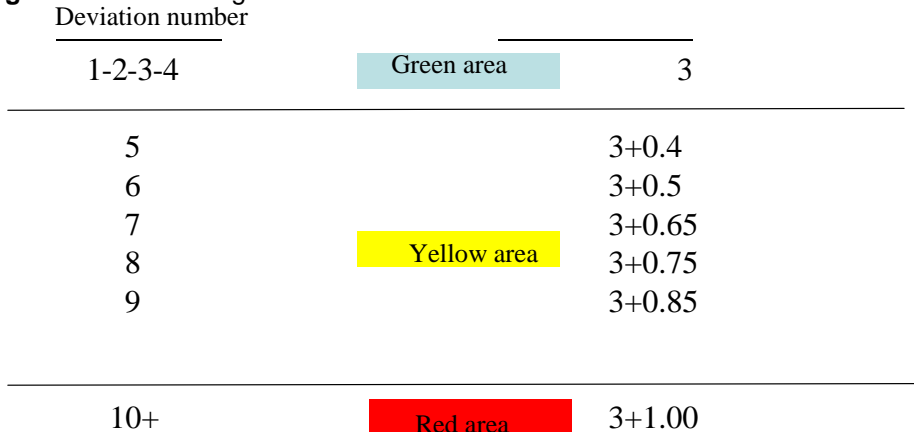 Deviation number
1-2-3-4 Green area 3
5 3+0.4
6 3+0.5
7 3+0.65
Yellow area
8 3+0.75
9 3+0.85
10+ Red area 3+1.00